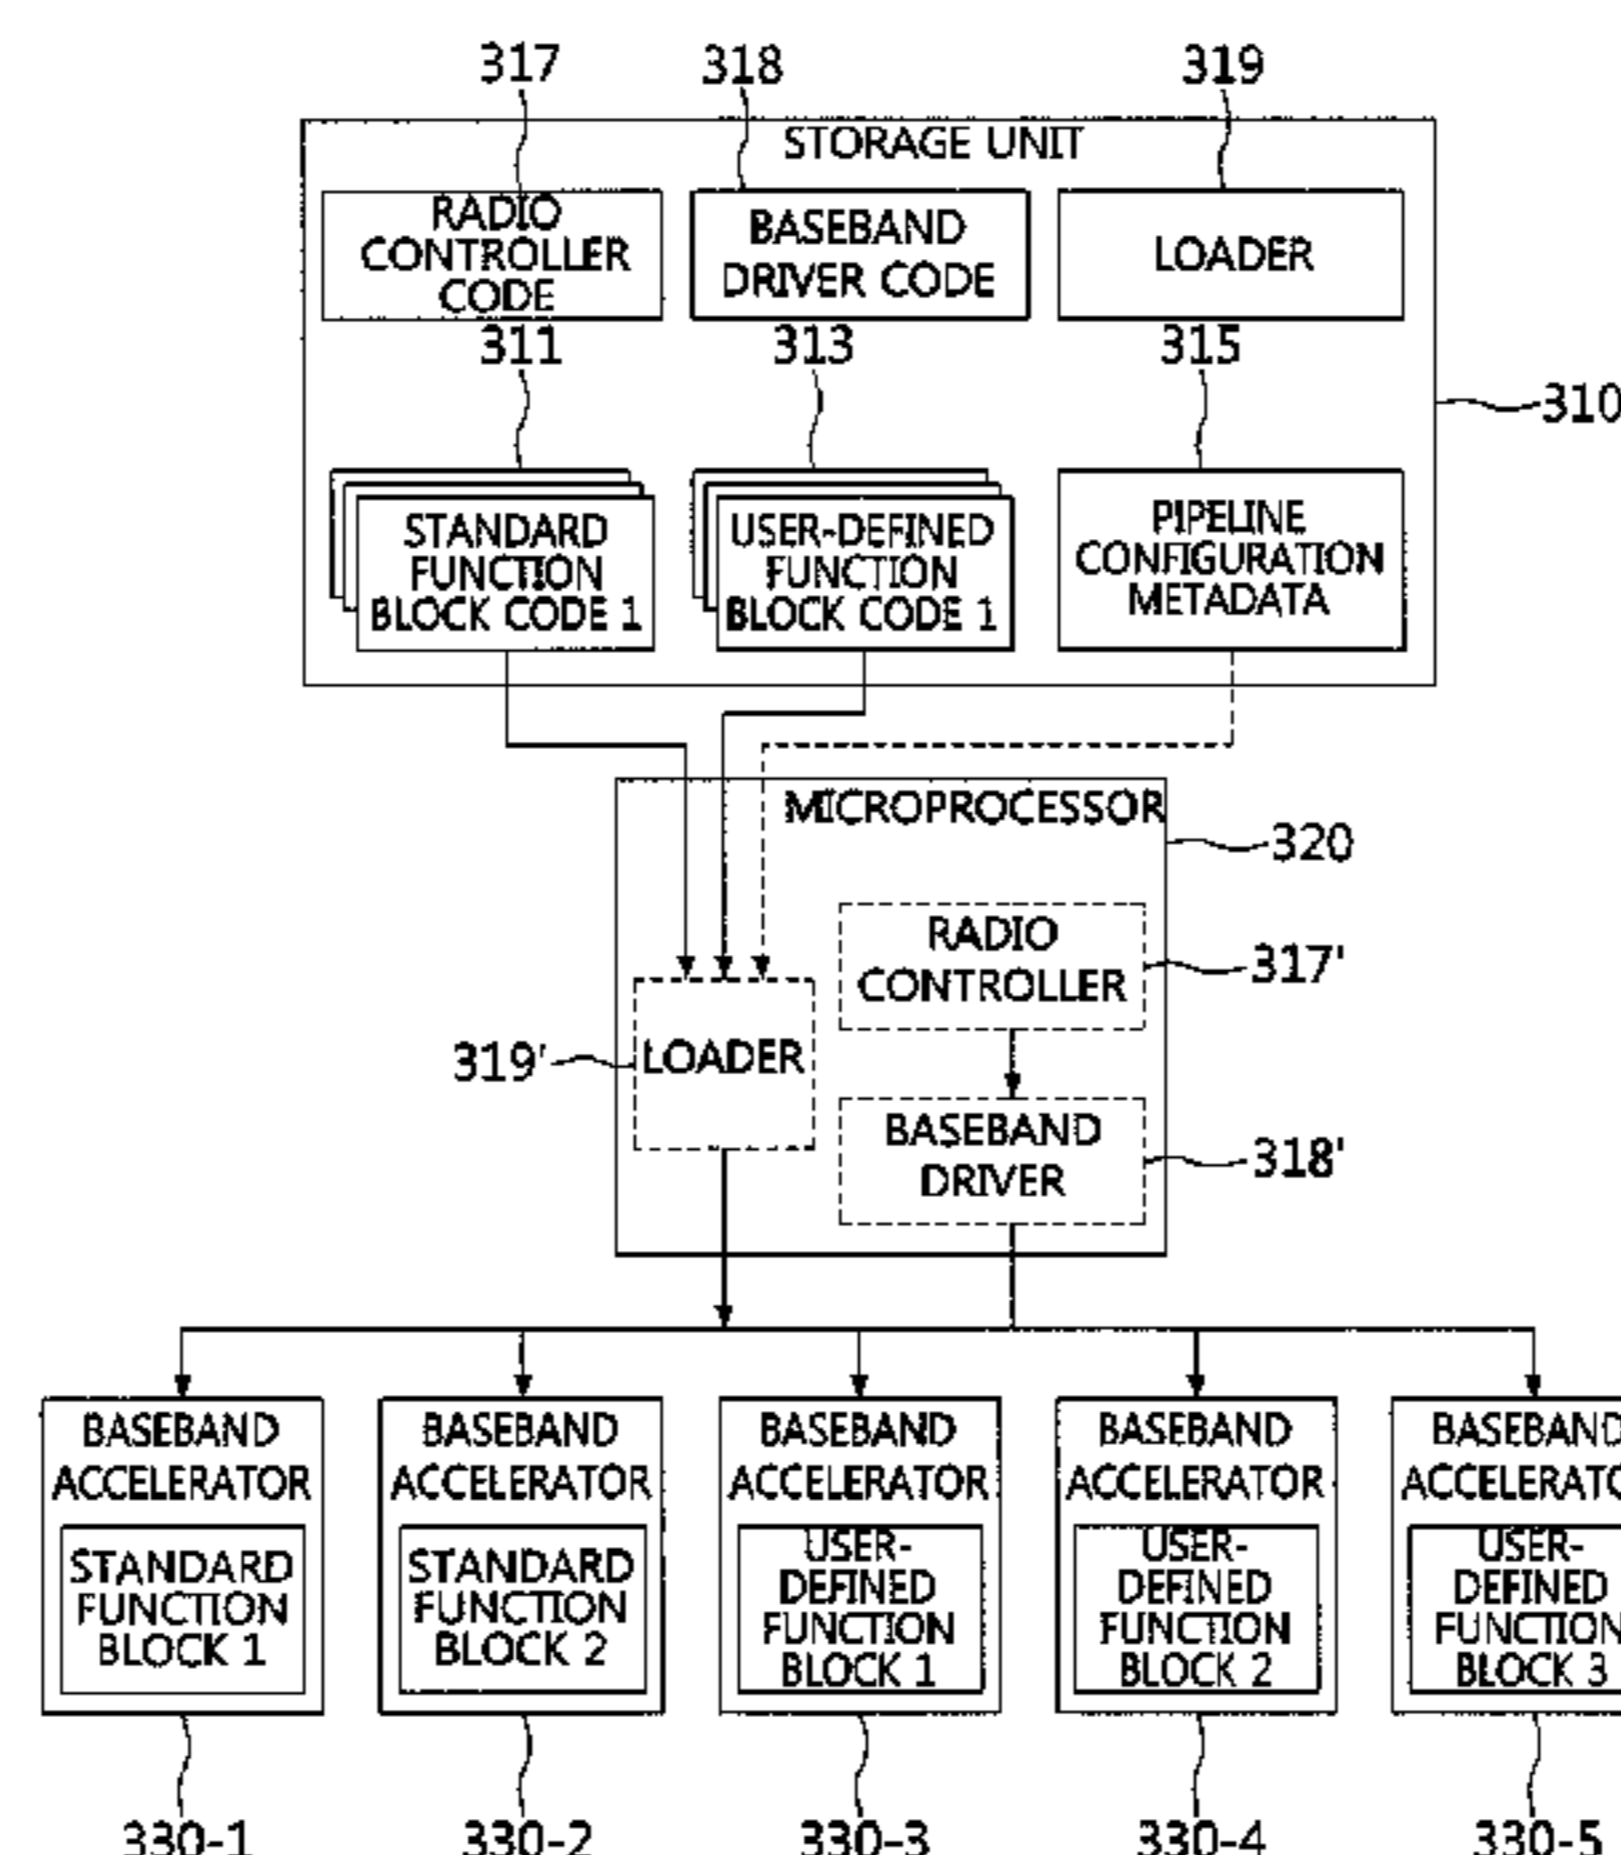 317
318
319
STORAGE UNIT
RADIO
CONTROLLER
CODE
BASEBAND
DRIVER CODE
LOADER
311
313
315
310
STANDARD
FUNCTION
BLOCK CODE 1
USER-DEFINED
FUNCTION
BLOCK CODE 1
PIPELINE
CONFIGURATION
METADATA
MICROPROCESSOR
320
RADIO
CONTROLLER
317'
319'
LOADER
BASEBAND
DRIVER
318'
BASEBAND
ACCELERATOR
STANDARD
FUNCTION
BLOCK 1
BASEBAND
ACCELERATOR
STANDARD
FUNCTION
BLOCK 2
BASEBAND
ACCELERATOR
USER-
DEFINED
FUNCTION
BLOCK 1
BASEBAND
ACCELERATOR
USER-
DEFINED
FUNCTION
BLOCK 2
BASEBAND
ACCELERATO
USER-
DEFINED
FUNCTION
BLOCK 3
330-1
330-2
330-3
330-4
330-5